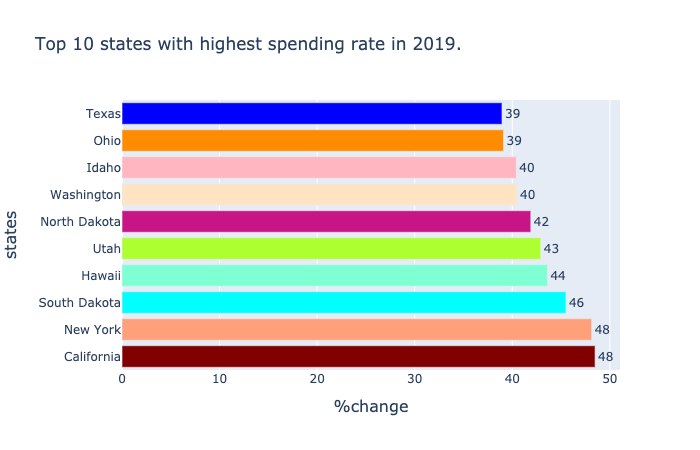 Top 10 states with highest spending rate in 2019.
Texas 39
Ohio 39
Idaho 40
Washington 40
North Dakota 42
states
Utah 43
Hawaii 44
South Dakota 46
New York 48
California 48
0 10 20 30 40 50
%change